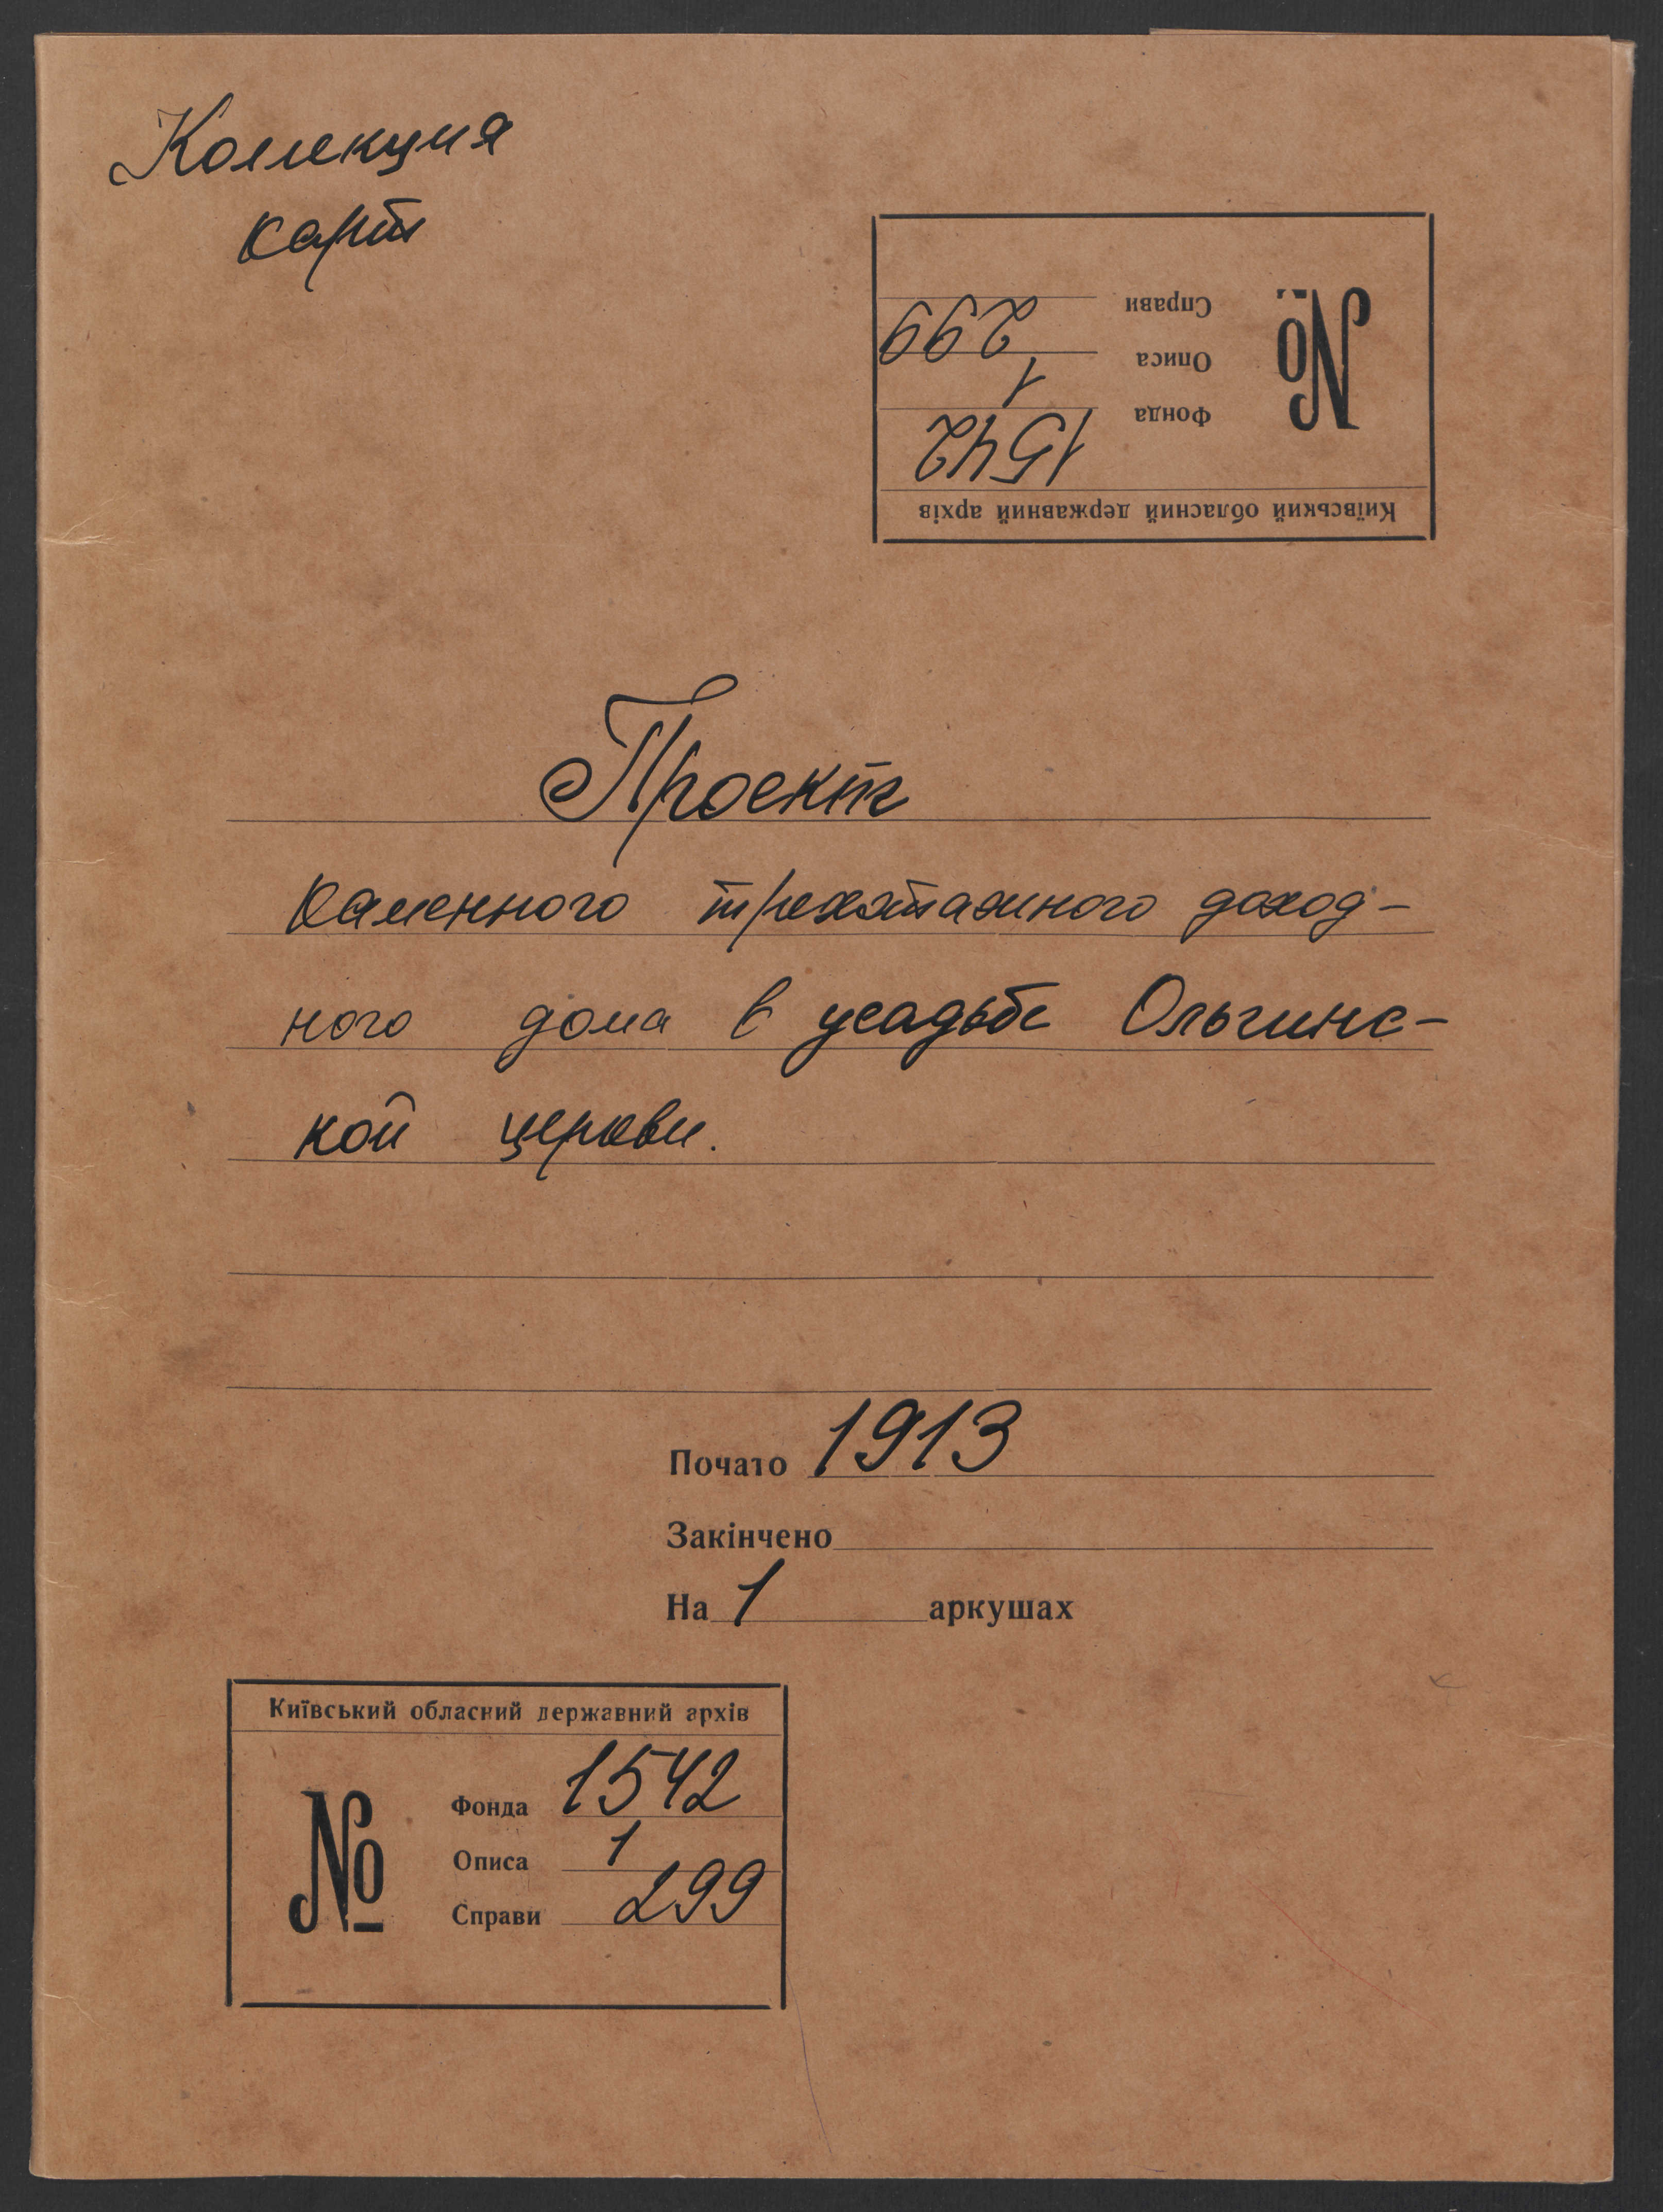 Коллекция
карт
Київський обласний державний архів
№
Фонда 1542
Описа 1
Справи 299
Проект
каменного трехэтажного доход-
ного дома в усадьбе Ольгинс-
кой церкви.
Почато 1913
Закінчено
На 1 аркушах
Київський обласний державний архів
№
Фонда 1542
Описа 1
Справи 299